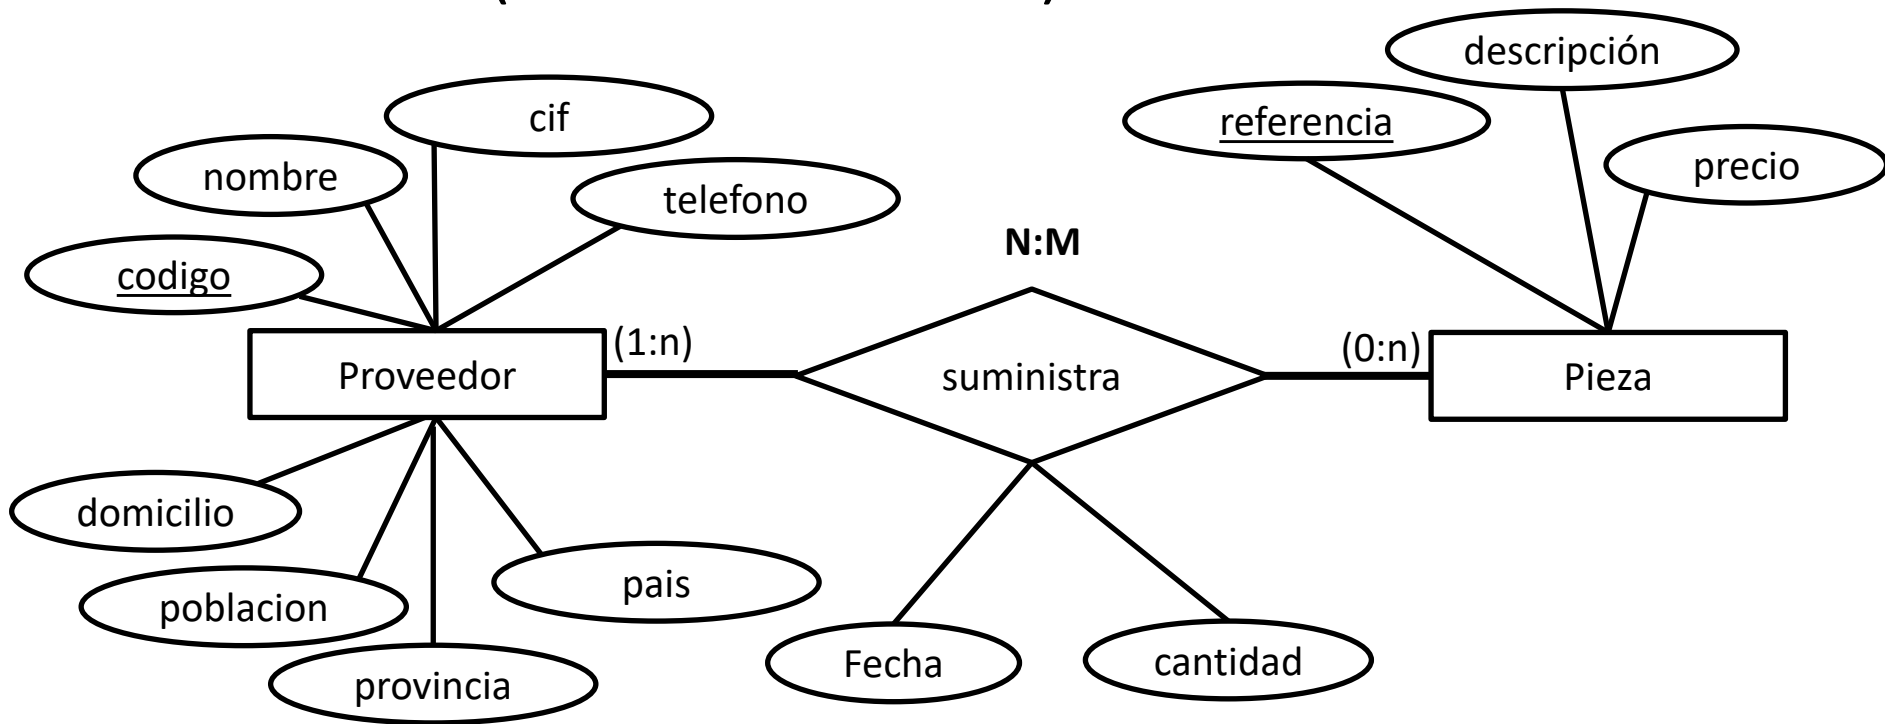 descripción
cif
referencia
nombre
precio
telefono
N:M
codigo
(1:n)
(0:n)
Proveedor
suministra
Pieza
domicilio
pais
poblacion
Fecha
cantidad
provincia